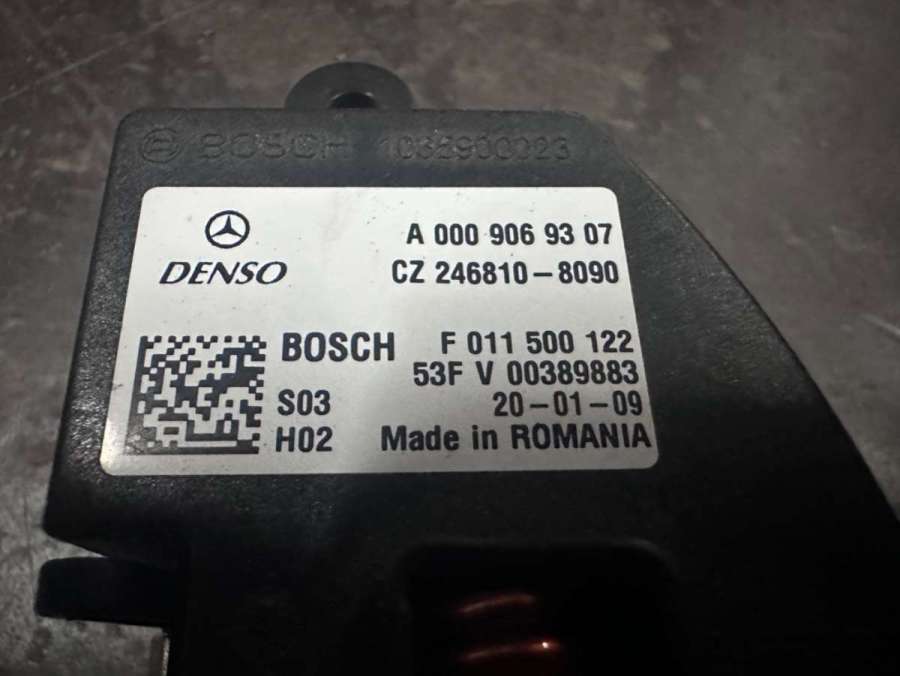 BOSCH 1035900023
A 000 906 93 07
DENSO CZ 246810-8090
BOSCH F 011 500 122
53F V 00389883
S03 20-01-09
H02 Made in ROMANIA